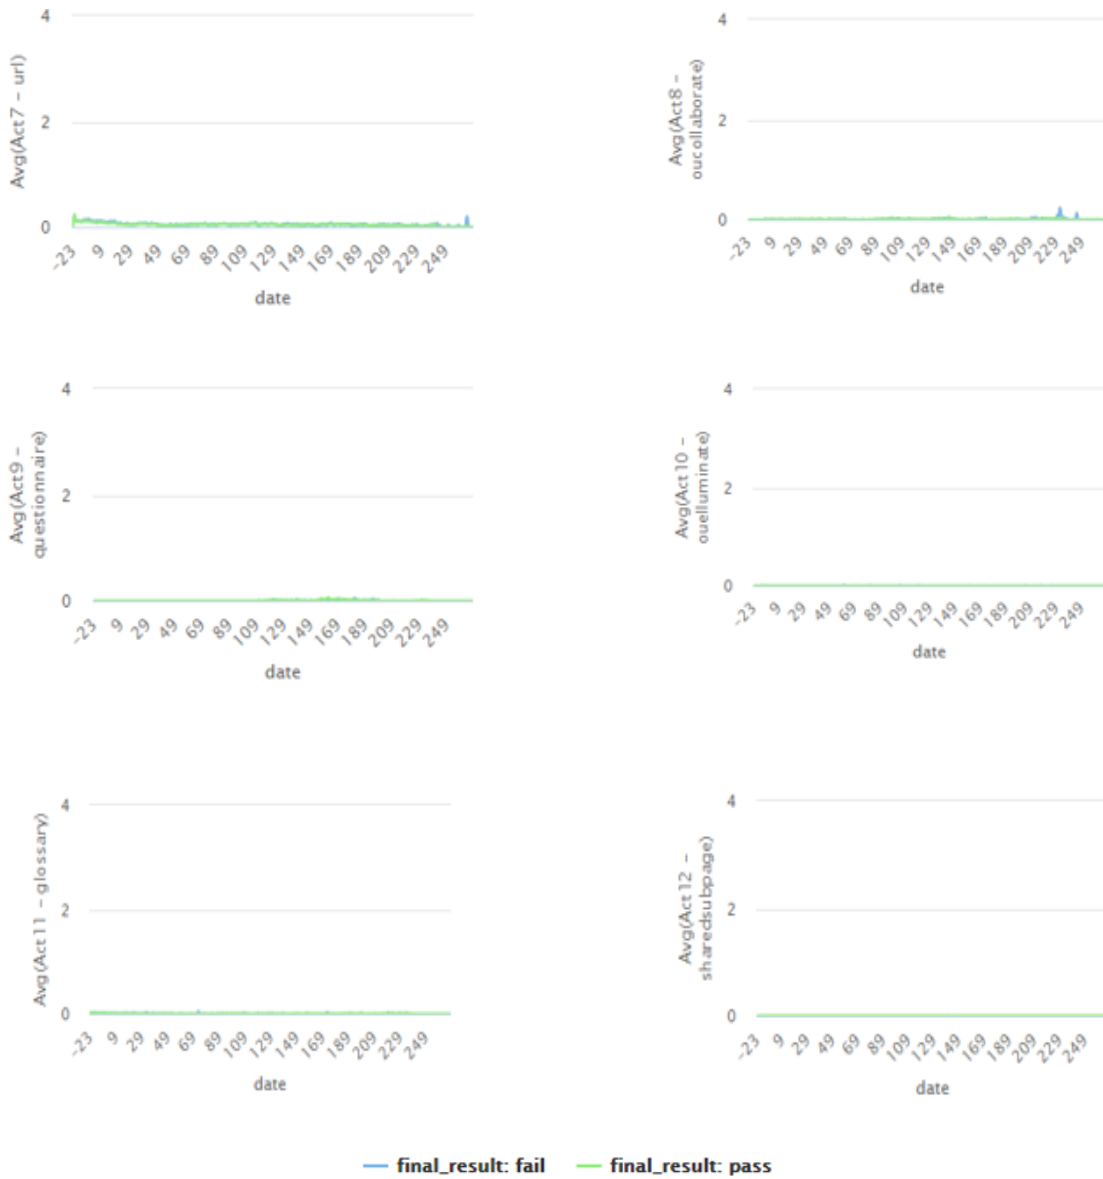 4
2
0
Avg(Act7 – url)
-23 9 29 49 69 89 109 129 149 169 189 209 229 249
date
4
2
0
Avg(Act8 –
oucollaborate)
-23 9 29 49 69 89 109 129 149 169 189 209 229 249
date
4
2
0
Avg(Act9 –
questionnaire)
-23 9 29 49 69 89 109 129 149 169 189 209 229 249
date
4
2
0
Avg(Act10 –
ouelluminate)
-23 9 29 49 69 89 109 129 149 169 189 209 229 249
date
4
2
0
Avg(Act11 –glossary)
-23 9 29 49 69 89 109 129 149 169 189 209 229 249
date
4
2
0
Avg(Act12 –
sharedsubpage)
-23 9 29 49 69 89 109 129 149 169 189 209 229 249
date
final_result: fail final_result: pass